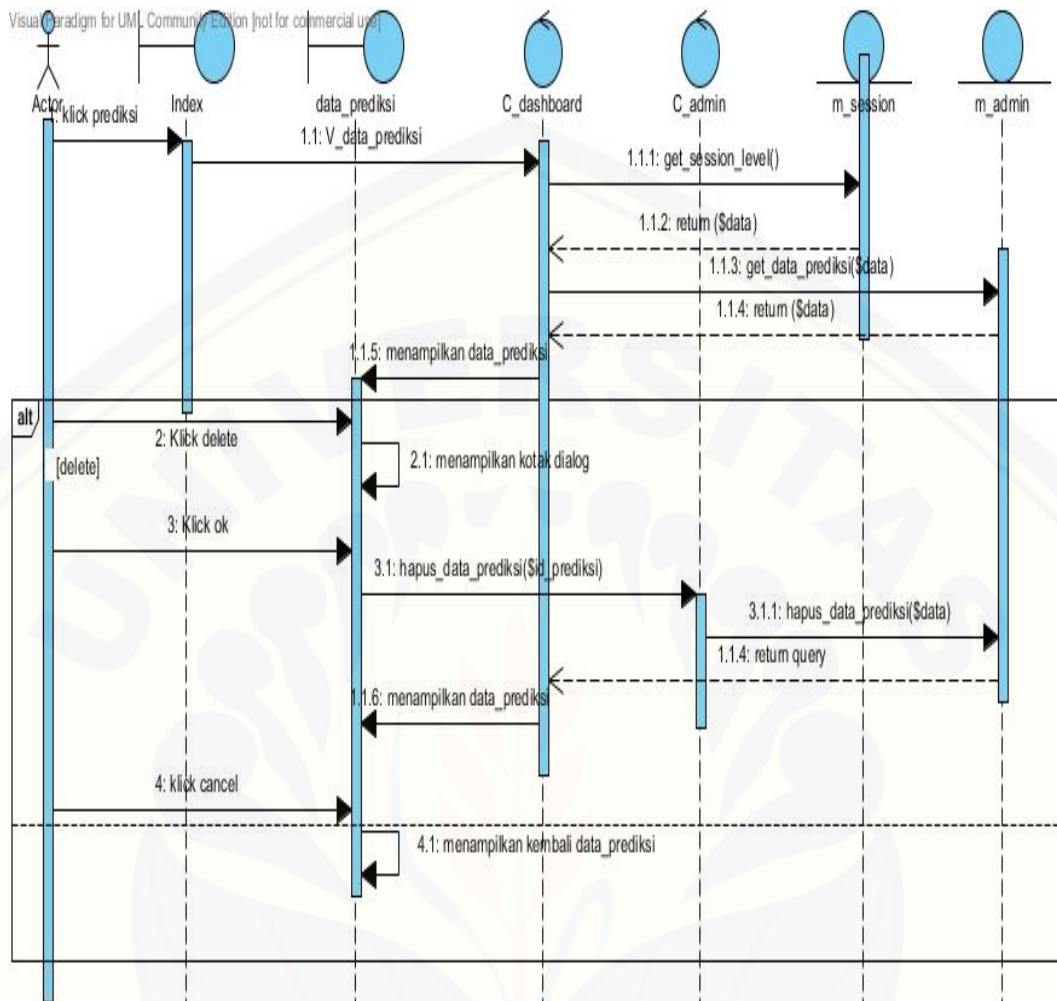 Visual Paradigm for UML Community Edition [not for commercial use]
Actor
Index
data_prediksi
C_dashboard
C_admin
m_session
m_admin
1: klick prediksi
1.1: V_data_prediksi
1.1.1: get_session_level()
1.1.2: return ($data)
1.1.3: get_data_prediksi($data)
1.1.4: return ($data)
1.1.5: menampilkan data_prediksi
alt
2: Klick delete
[delete]
2.1: menampilkan kotak dialog
3: Klick ok
3.1: hapus_data_prediksi($id_prediksi)
3.1.1: hapus_data_prediksi($data)
1.1.4: return query
1.1.6: menampilkan data_prediksi
4: klick cancel
4.1: menampilkan kembali data_prediksi
UNIVERSITAS